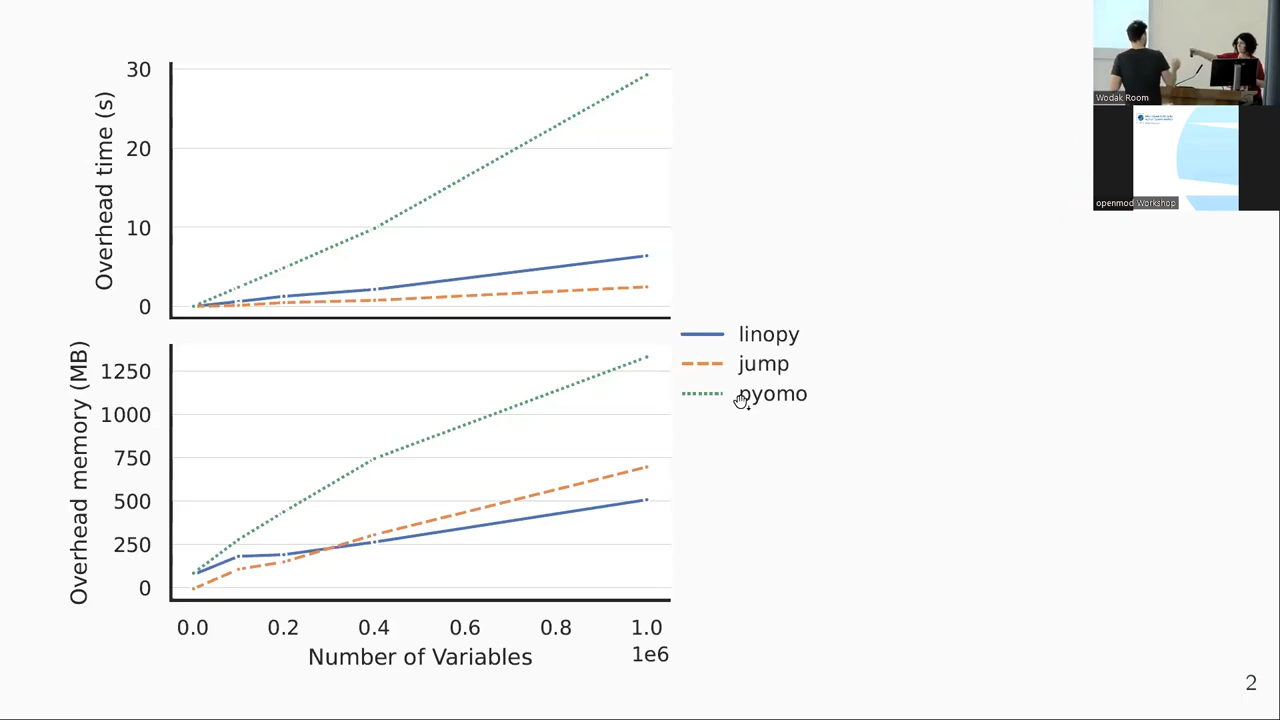 Overhead time (s)
30
20
10
0
Overhead memory (MB)
1250
1000
750
500
250
0
0.0 0.2 0.4 0.6 0.8 1.0
1e6
Number of Variables
linopy
jump
pyomo
Wodak Room
openmod Workshop
2